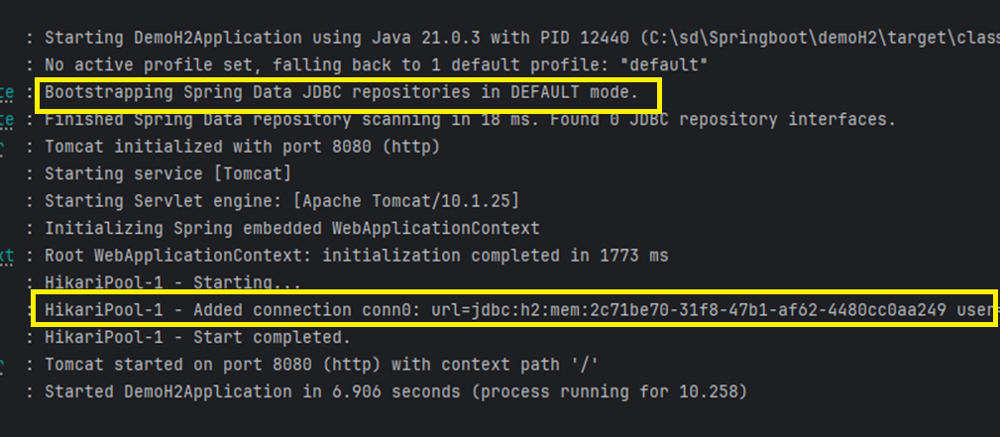 : Starting DemoH2Application using Java 21.0.3 with PID 12440 (C:\sd\Springboot\demoH2\target\class
: No active profile set, falling back to 1 default profile: "default"
te : Bootstrapping Spring Data JDBC repositories in DEFAULT mode.
te : Finished Spring Data repository scanning in 18 ms. Found 0 JDBC repository interfaces.
r : Tomcat initialized with port 8080 (http)
: Starting service [Tomcat]
: Starting Servlet engine: [Apache Tomcat/10.1.25]
: Initializing Spring embedded WebApplicationContext
xt : Root WebApplicationContext: initialization completed in 1773 ms
: HikariPool-1 - Starting...
: HikariPool-1 - Added connection conn0: url=jdbc:h2:mem:2c71be70-31f8-47b1-af62-4480cc0aa249 user=
: HikariPool-1 - Start completed.
r : Tomcat started on port 8080 (http) with context path '/'
: Started DemoH2Application in 6.906 seconds (process running for 10.258)